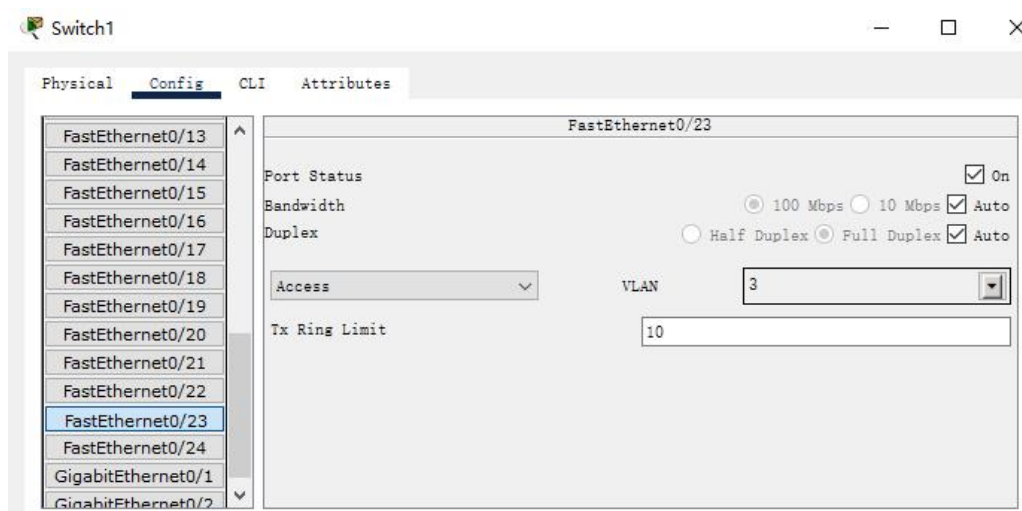 Switch1
Physical Config CLI Attributes
FastEthernet0/13
FastEthernet0/14
FastEthernet0/15
FastEthernet0/16
FastEthernet0/17
FastEthernet0/18
FastEthernet0/19
FastEthernet0/20
FastEthernet0/21
FastEthernet0/22
FastEthernet0/23
FastEthernet0/24
GigabitEthernet0/1
GigabitEthernet0/2
FastEthernet0/23
Port Status On
Bandwidth 100 Mbps 10 Mbps Auto
Duplex Half Duplex Full Duplex Auto
Access VLAN 3
Tx Ring Limit 10